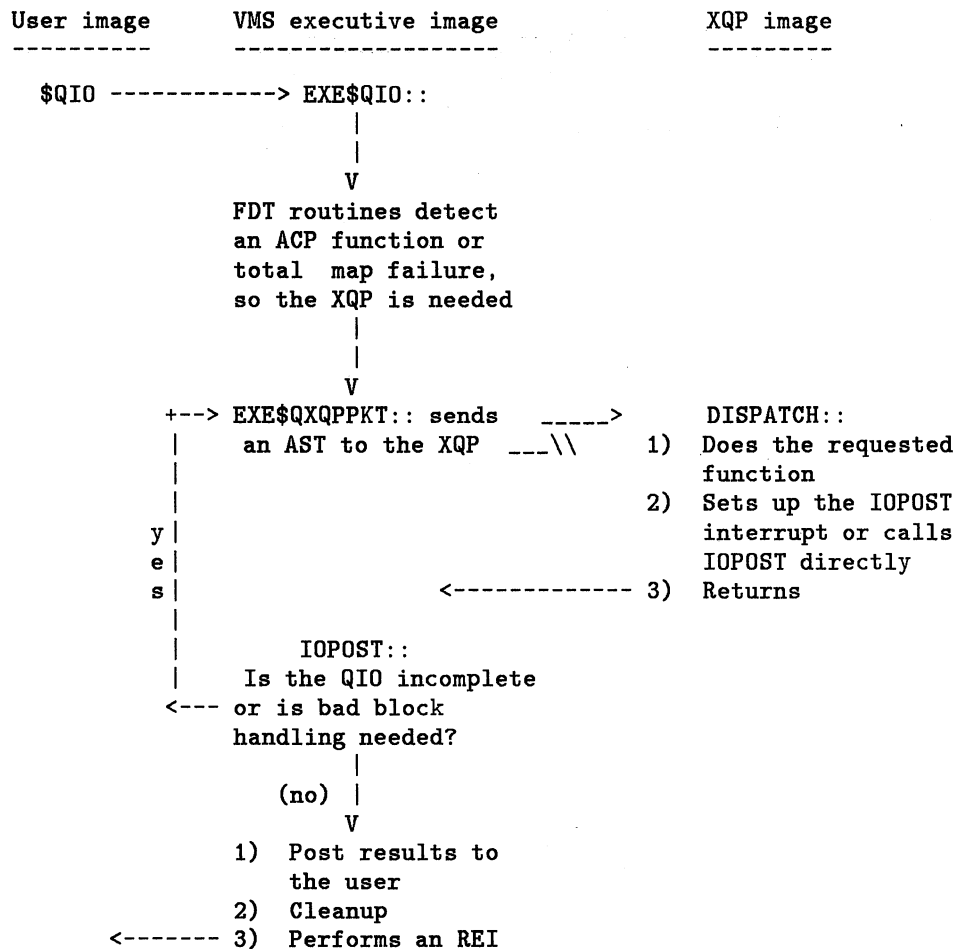 User image VMS executive image XQP image
---------- ------------------- ---------
$QIO ------------> EXE$QIO::
|
|
V
FDT routines detect
an ACP function or
total map failure,
so the XQP is needed
|
|
V
+--> EXE$QXQPPKT:: sends _____> DISPATCH::
| an AST to the XQP ___\\ 1) Does the requested
| function
| 2) Sets up the IOPOST
y| interrupt or calls
e| IOPOST directly
s| <------------- 3) Returns
|
| IOPOST::
| Is the QIO incomplete
<--- or is bad block
handling needed?
|
(no) |
V
1) Post results to
the user
2) Cleanup
<------- 3) Performs an REI